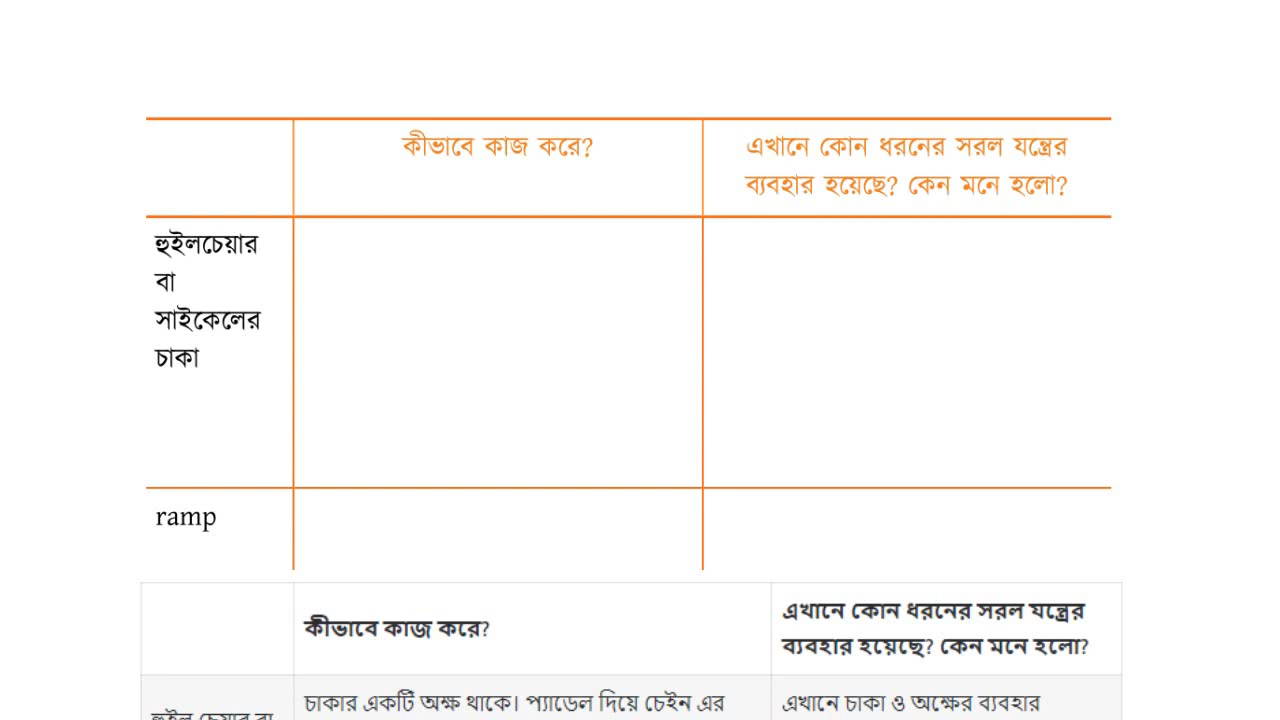 কীভাবে কাজ করে?
এখানে কোন ধরনের সরল যন্ত্রের
ব্যবহার হয়েছে? কেন মনে হলো?
হুইলচেয়ার
বা
সাইকেলের
চাকা
ramp
কীভাবে কাজ করে?
এখানে কোন ধরনের সরল যন্ত্রের
ব্যবহার হয়েছে? কেন মনে হলো?
চাকার একটি অক্ষ থাকে। প্যাডেল দিয়ে চেইন এর
এখানে চাকা ও অক্ষের ব্যবহার
হুইল চেয়ার বা